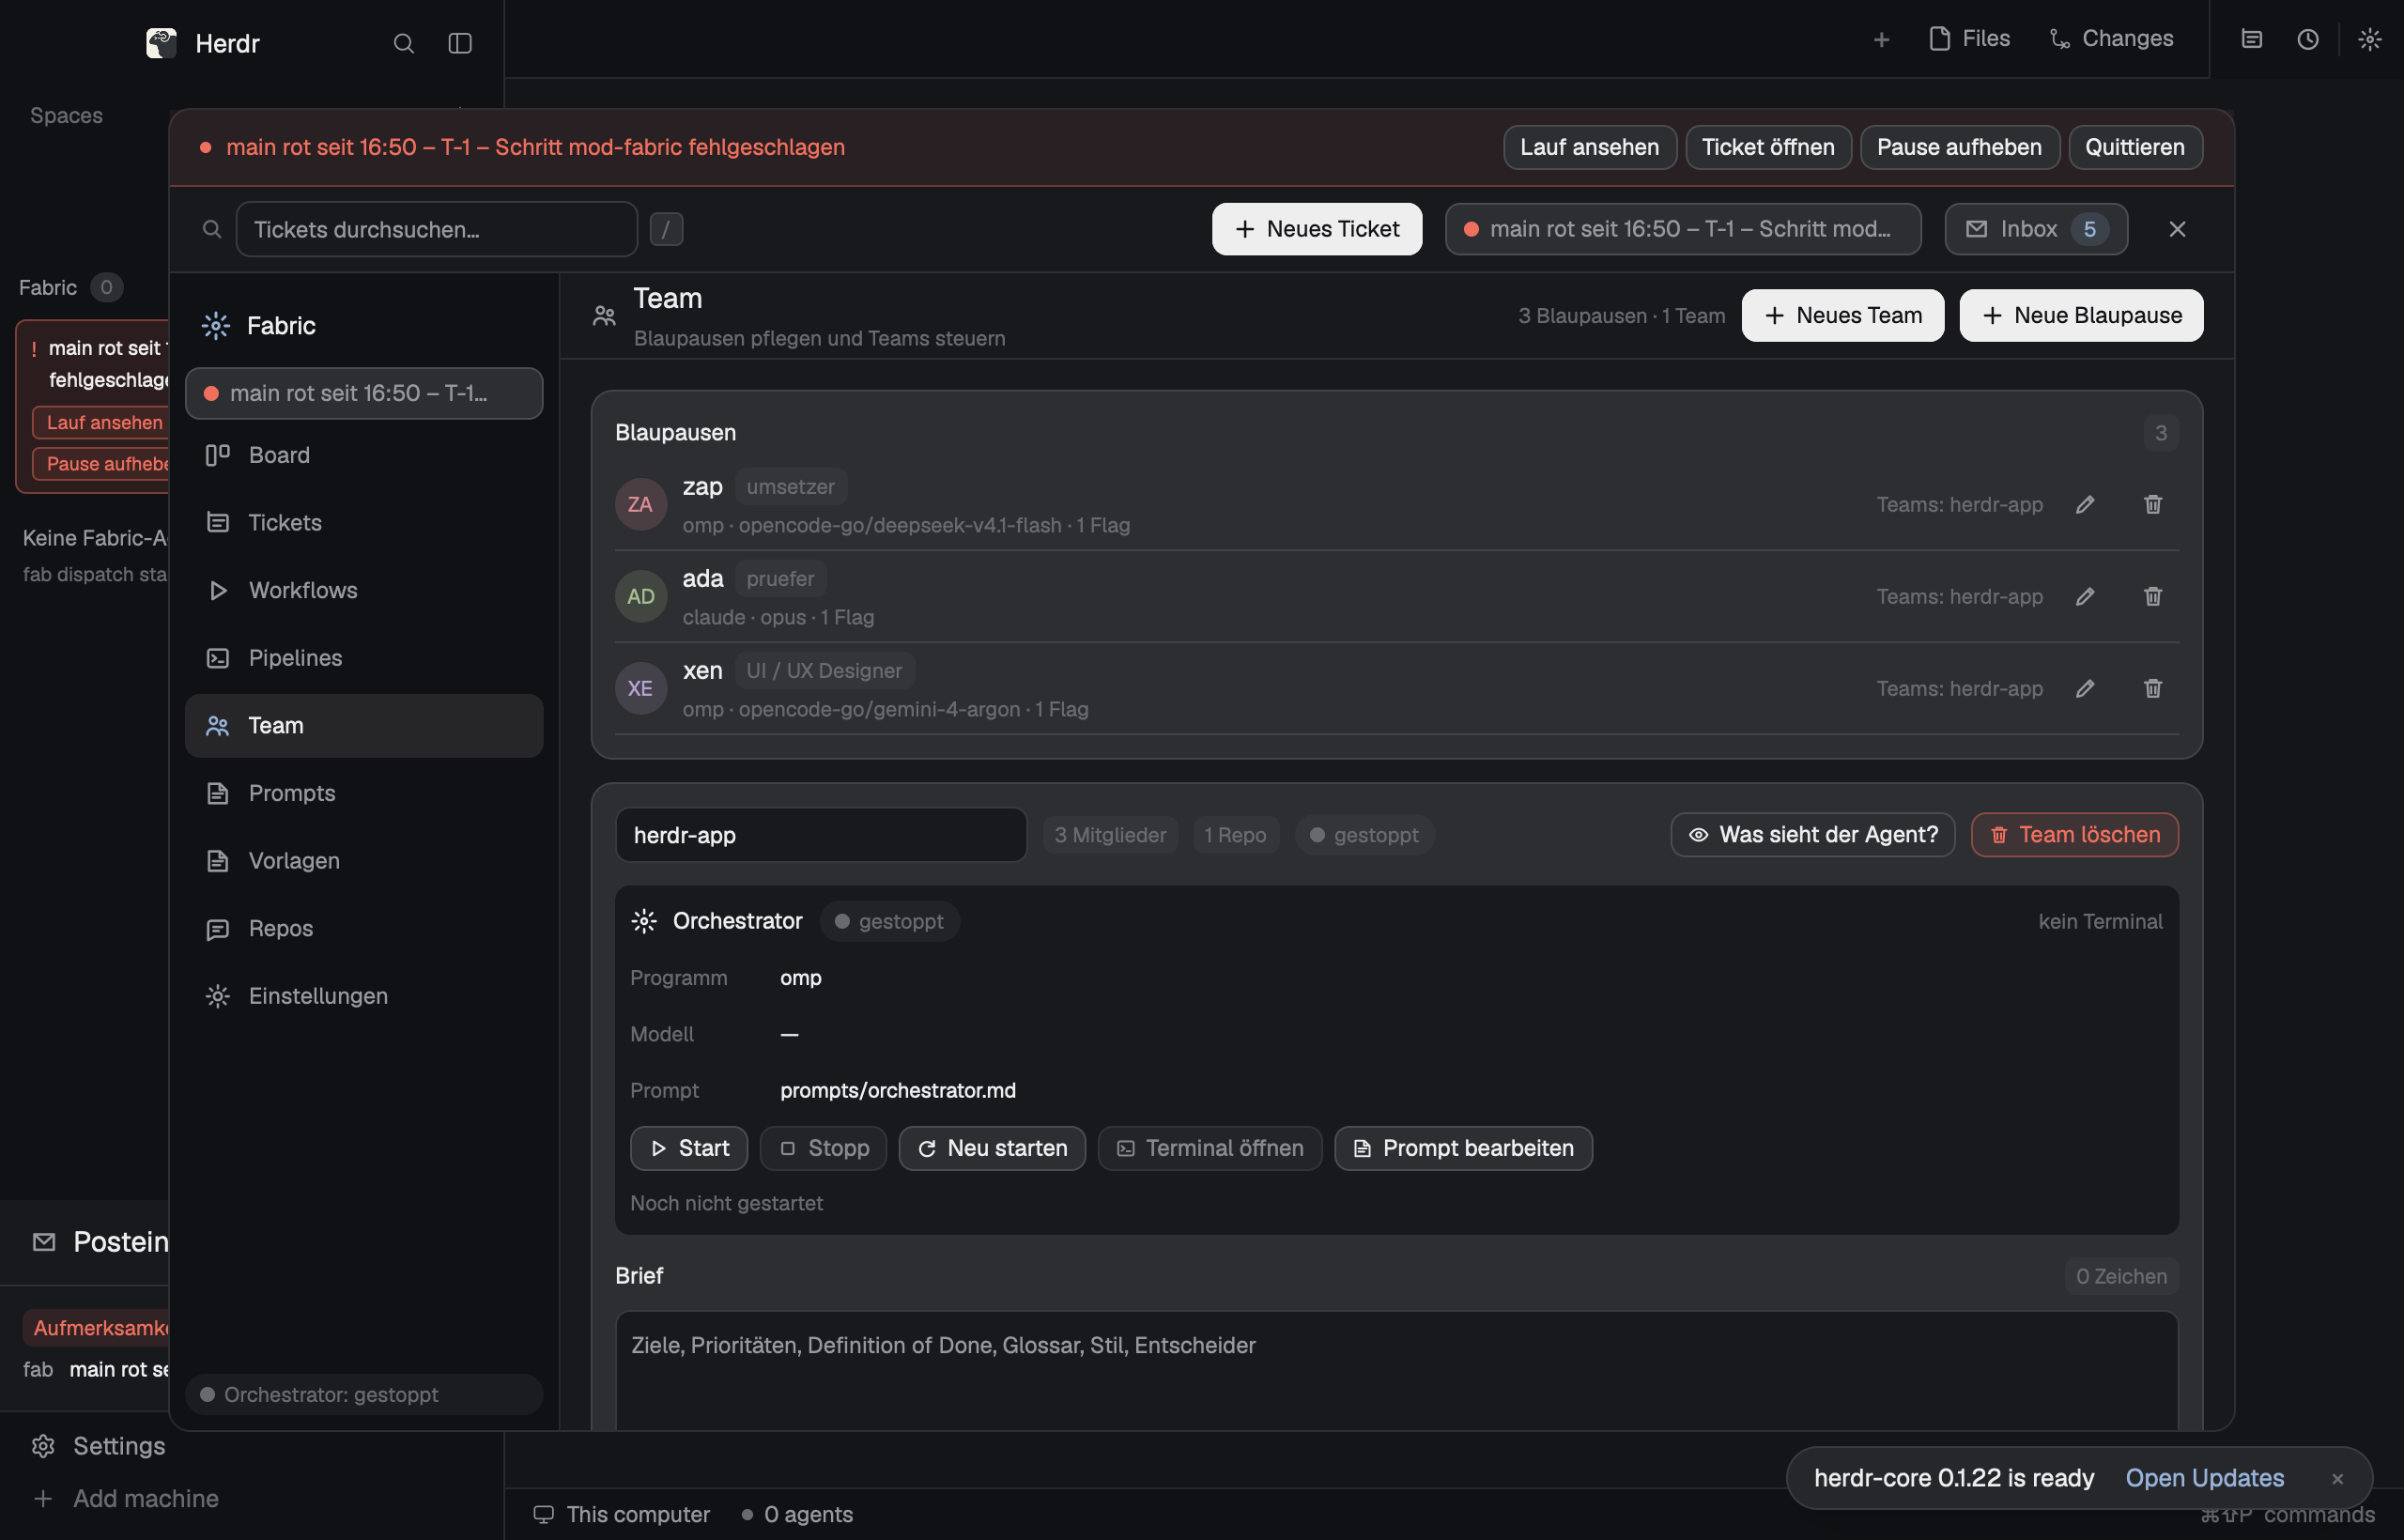 Herdr
Files
Changes
Spaces
main rot seit 16:50 – T-1 – Schritt mod-fabric fehlgeschlagen
Lauf ansehen
Ticket öffnen
Pause aufheben
Quittieren
Tickets durchsuchen...
/
Neues Ticket
main rot seit 16:50 – T-1 – Schritt mod...
Inbox 5
Fabric 0
! main rot seit
fehlgeschlage
Lauf ansehen
Pause aufhebe
Keine Fabric-A
fab dispatch sta
Fabric
main rot seit 16:50 – T-1...
Board
Tickets
Workflows
Pipelines
Team
Prompts
Vorlagen
Repos
Einstellungen
Orchestrator: gestoppt
Team
Blaupausen pflegen und Teams steuern
3 Blaupausen · 1 Team
Neues Team
Neue Blaupause
Blaupausen
3
ZA
zap umsetzer
omp · opencode-go/deepseek-v4.1-flash · 1 Flag
Teams: herdr-app
AD
ada pruefer
claude · opus · 1 Flag
Teams: herdr-app
XE
xen UI / UX Designer
omp · opencode-go/gemini-4-argon · 1 Flag
Teams: herdr-app
herdr-app
3 Mitglieder
1 Repo
gestoppt
Was sieht der Agent?
Team löschen
Orchestrator gestoppt
kein Terminal
Programm omp
Modell —
Prompt prompts/orchestrator.md
Start
Stopp
Neu starten
Terminal öffnen
Prompt bearbeiten
Noch nicht gestartet
Brief
0 Zeichen
Ziele, Prioritäten, Definition of Done, Glossar, Stil, Entscheider
Postein
Aufmerksamke
fab main rot se
Settings
Add machine
This computer
0 agents
herdr-core 0.1.22 is ready
Open Updates
⌘⇧P commands